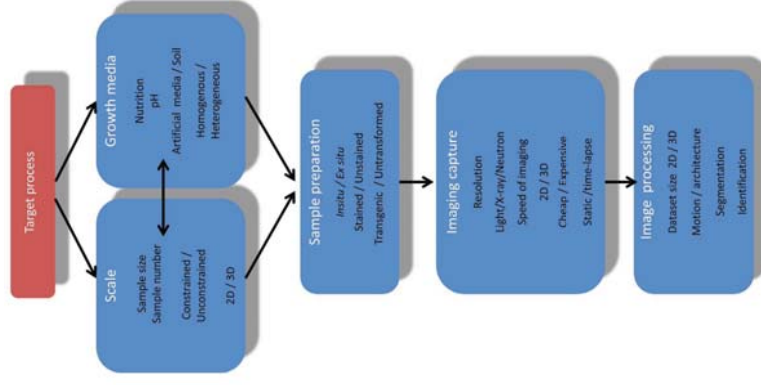 Target process
Scale
Sample size
Sample number
Constrained /
Unconstrained
2D / 3D
Growth media
Nutrition
pH
Artificial media / Soil
Homogenous /
Heterogeneous
Sample preparation
Insitu / Ex situ
Stained / Unstained
Transgenic / Untransformed
Imaging capture
Resolution
Light/X-ray/Neutron
Speed of imaging
2D / 3D
Cheap / Expensive
Static /time-lapse
Image processing
Dataset size 2D / 3D
Motion / architecture
Segmentation
Identification